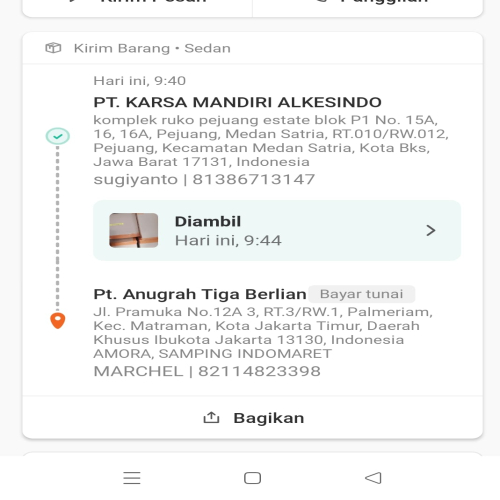 Kirim Pesan
Panggilan
Kirim Barang • Sedan
Hari ini, 9:40
PT. KARSA MANDIRI ALKESINDO
komplek ruko pejuang estate blok P1 No. 15A,
16, 16A, Pejuang, Medan Satria, RT.010/RW.012,
Pejuang, Kecamatan Medan Satria, Kota Bks,
Jawa Barat 17131, Indonesia
sugiyanto | 81386713147
Diambil
Hari ini, 9:44
Pt. Anugrah Tiga Berlian Bayar tunai
Jl. Pramuka No.12A 3, RT.3/RW.1, Palmeriam,
Kec. Matraman, Kota Jakarta Timur, Daerah
Khusus Ibukota Jakarta 13130, Indonesia
AMORA, SAMPING INDOMARET
MARCHEL | 82114823398
Bagikan